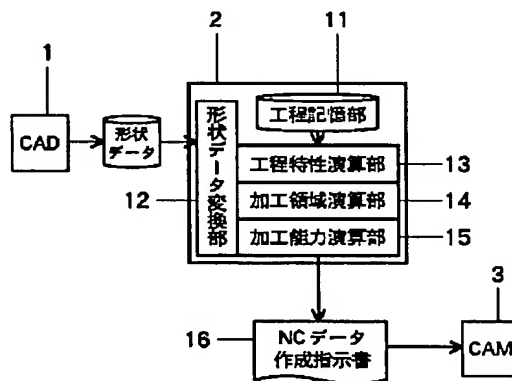 1
2
11
CAD
形状
データ
形状データ変換部
工程記憶部
工程特性演算部
加工領域演算部
加工能力演算部
12
13
14
15
3
16
NCデータ
作成指示書
CAM